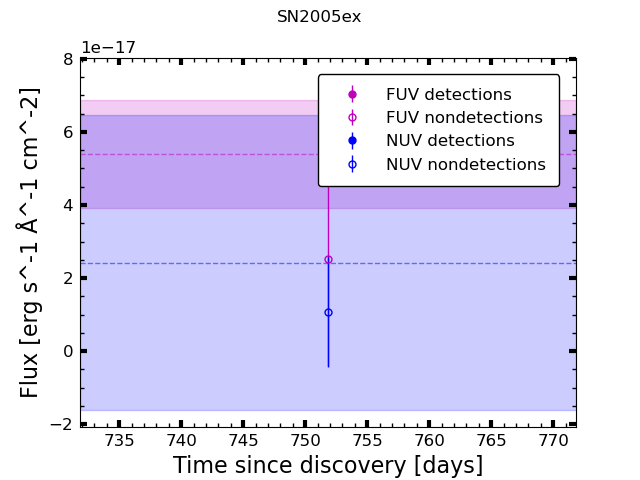 SN2005ex
1e−17
8
6
4
2
0
−2
Flux [erg s^-1 Å^-1 cm^-2]
FUV detections
FUV nondetections
NUV detections
NUV nondetections
735 740 745 750 755 760 765 770
Time since discovery [days]